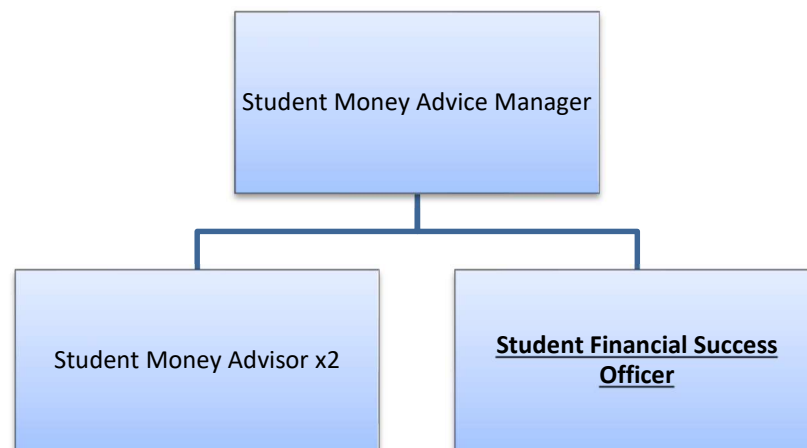 Student Money Advice Manager
Student Money Advisor x2
Student Financial Success
Officer